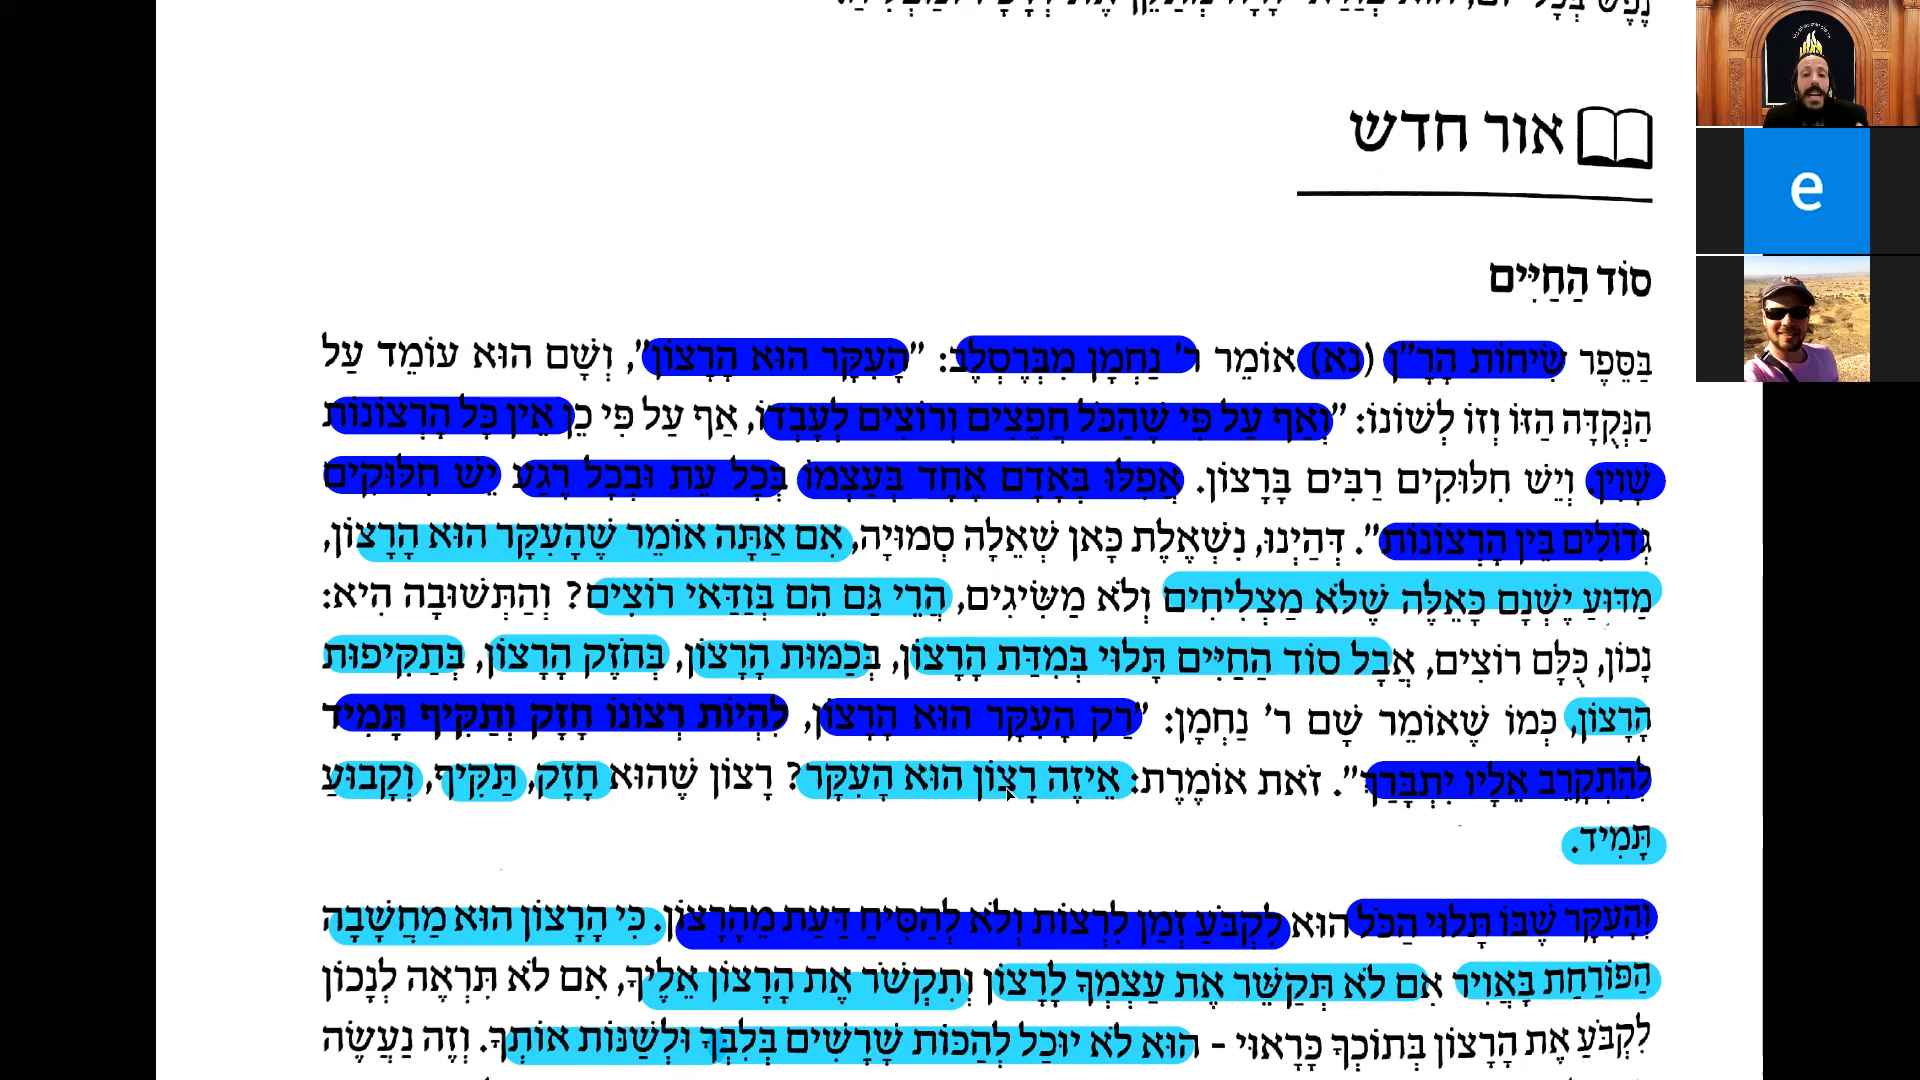 אור חדש
סוֹד הַחַיִּים
בַּסֵּפֶר שִׂיחוֹת הָרַ"ן (נא) אוֹמֵר ר' נַחְמָן מִבְּרֶסְלֶב: "הָעִקָּר הוּא הָרָצוֹן", וְשָׁם הוּא עוֹמֵד עַל
הַנְּקֻדָּה הַזּוֹ וְזוֹ לְשׁוֹנוֹ: "וְאַף עַל פִּי שֶׁהַכֹּל חֲפֵצִים וְרוֹצִים לְעָבְדוֹ, אַף עַל פִּי כֵן אֵין כָּל הָרְצוֹנוֹת
שָׁוִין. וְיֵשׁ חִלּוּקִים רַבִּים בָּרָצוֹן. אֲפִלּוּ בְּאָדָם אֶחָד בְּעַצְמוֹ בְּכָל עֵת וּבְכָל רֶגַע יֵשׁ חִלּוּקִים
גְּדוֹלִים בֵּין הָרְצוֹנוֹת". דְּהַיְנוּ, נִשְׁאֶלֶת כָּאן שְׁאֵלָה סְמוּיָה, אִם אַתָּה אוֹמֵר שֶׁהָעִקָּר הוּא הָרָצוֹן,
מַדּוּעַ יֶשְׁנָם כָּאֵלֶּה שֶׁלֹּא מַצְלִיחִים וְלֹא מַשִּׂיגִים, הֲרֵי גַּם הֵם בְּוַדַּאי רוֹצִים? וְהַתְּשׁוּבָה הִיא:
נָכוֹן, כֻּלָּם רוֹצִים, אֲבָל סוֹד הַחַיִּים תָּלוּי בְּמִדַּת הָרָצוֹן, בְּכַמּוּת הָרָצוֹן, בְּחֹזֶק הָרָצוֹן, בְּתַקִּיפוּת
הָרָצוֹן, כְּמוֹ שֶׁאוֹמֵר שָׁם ר' נַחְמָן: "רַק הָעִקָּר הוּא הָרָצוֹן, לִהְיוֹת רְצוֹנוֹ חָזָק וְתַקִּיף תָּמִיד
לְהִתְקָרֵב אֵלָיו יִתְבָּרַךְ". זֹאת אוֹמֶרֶת: אֵיזֶה רָצוֹן הוּא הָעִקָּר? רָצוֹן שֶׁהוּא חָזָק, תַּקִּיף, וְקָבוּעַ
תָּמִיד.
וְהָעִקָּר שֶׁבּוֹ תָּלוּי הַכֹּל הוּא לִקְבֹּעַ זְמַן לִרְצוֹת וְלֹא לְהַסִּיחַ דַּעַת מֵהָרָצוֹן. כִּי הָרָצוֹן הוּא מַחֲשָׁבָה
הַפּוֹרַחַת בָּאֲוִיר אִם לֹא תְּקַשֵּׁר אֶת עַצְמְךָ לָרָצוֹן וְתִקְשֹׁר אֶת הָרָצוֹן אֵלֶיךָ, אִם לֹא תִּרְאֶה לְנָכוֹן
לִקְבֹּעַ אֶת הָרָצוֹן בְּתוֹכְךָ כָּרָאוּי - הוּא לֹא יוּכַל לְהַכּוֹת שָׁרָשִׁים בְּלִבְּךָ וּלְשַׁנּוֹת אוֹתְךָ. וְזֶה נַעֲשֶׂה
e